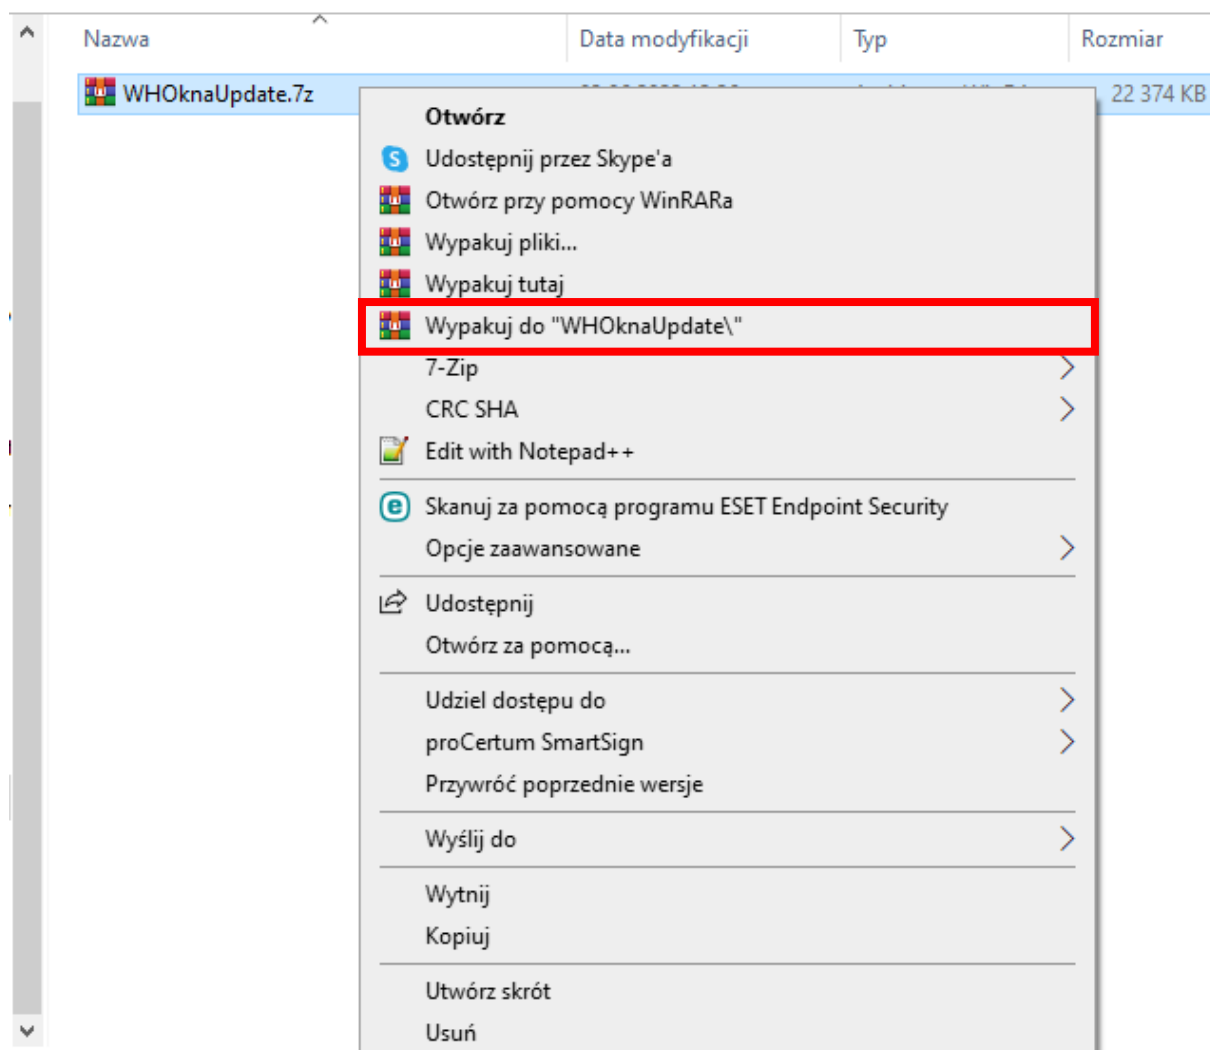 Nazwa Data modyfikacji Typ Rozmiar
WHOknaUpdate.7z 22 374 KB
Otwórz
Udostępnij przez Skype'a
Otwórz przy pomocy WinRARa
Wypakuj pliki...
Wypakuj tutaj
Wypakuj do "WHOknaUpdate\"
7-Zip
CRC SHA
Edit with Notepad++
Skanuj za pomocą programu ESET Endpoint Security
Opcje zaawansowane
Udostępnij
Otwórz za pomocą...
Udziel dostępu do
proCertum SmartSign
Przywróć poprzednie wersje
Wyślij do
Wytnij
Kopiuj
Utwórz skrót
Usuń